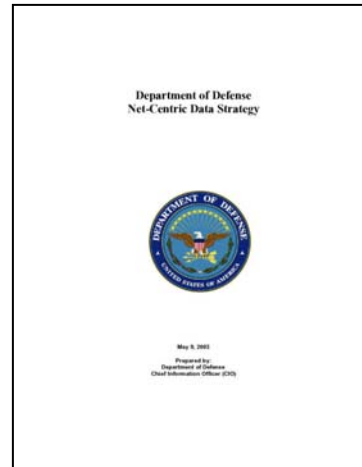 Department of Defense
Net-Centric Data Strategy
DEPARTMENT OF DEFENSE
UNITED STATES OF AMERICA
May 9, 2003
Prepared by:
Department of Defense
Chief Information Officer (CIO)